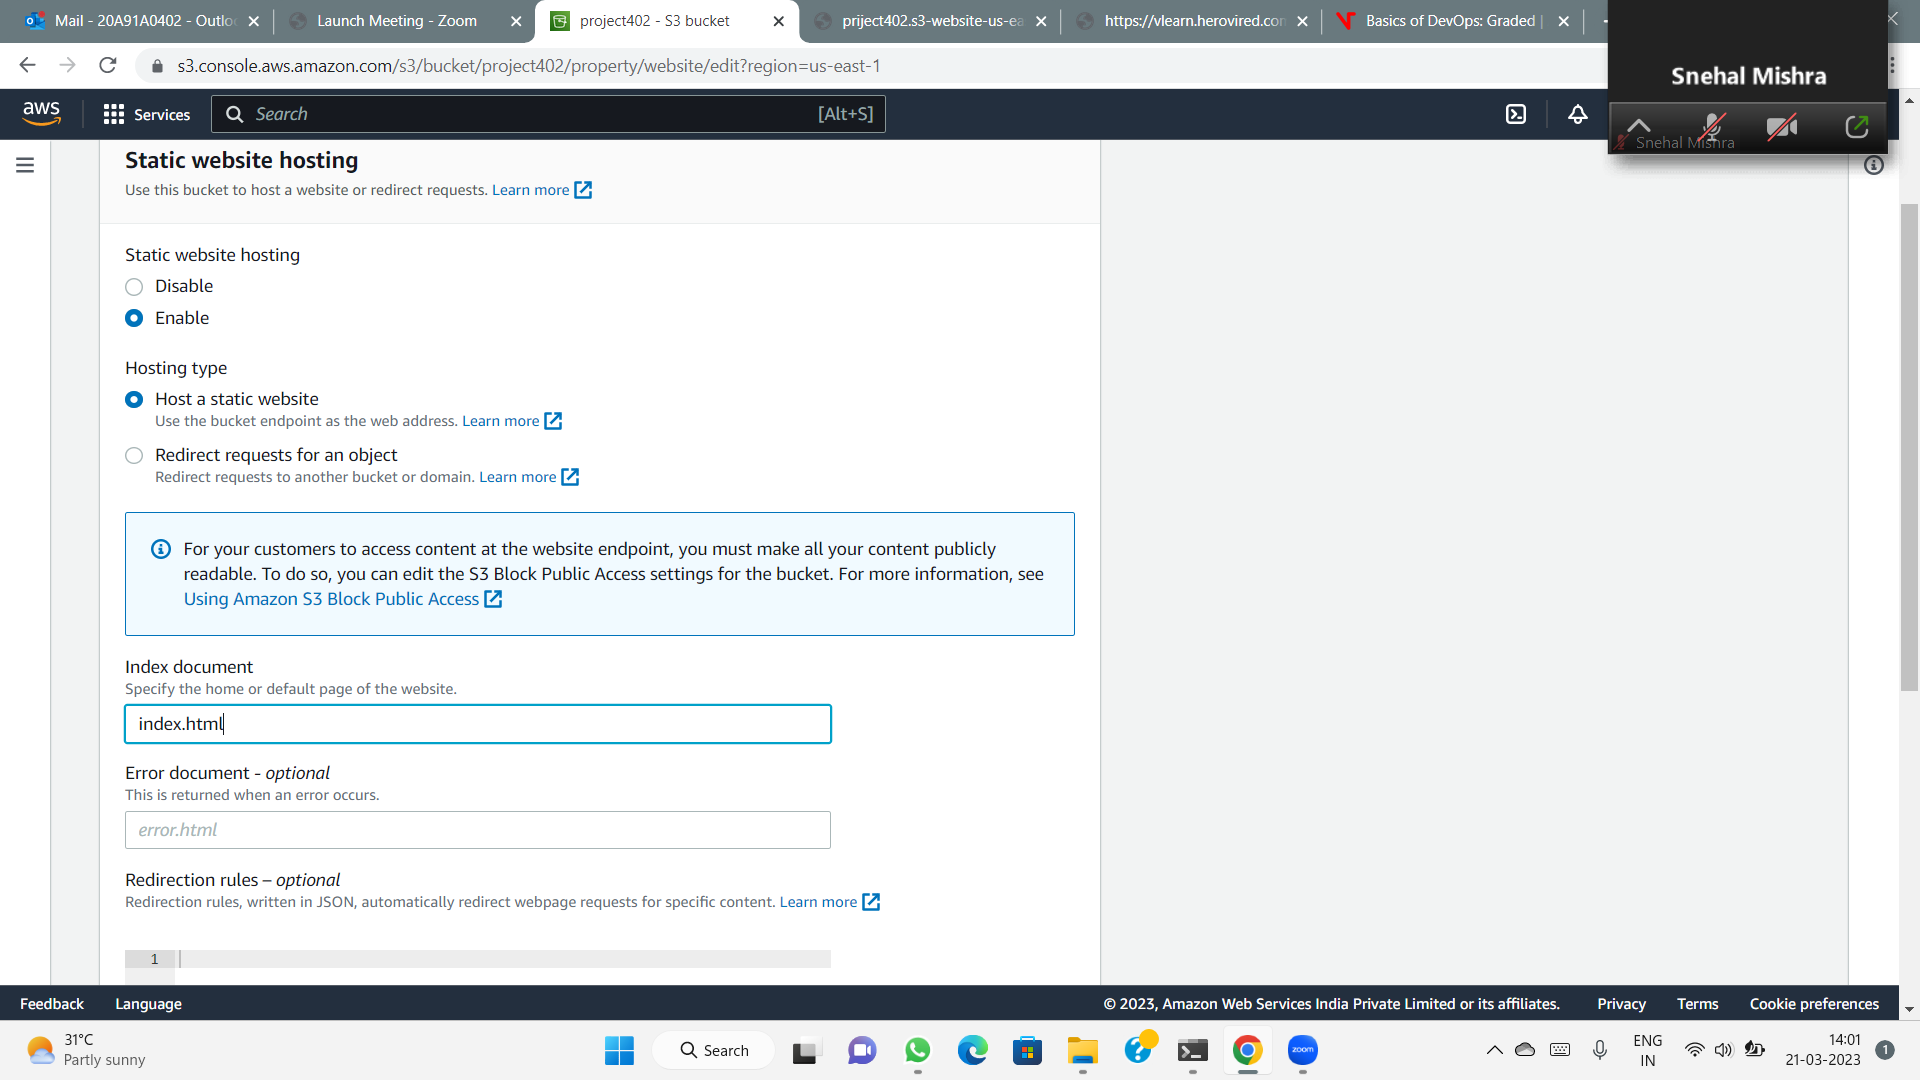 Mail - 20A91A0402 - Outlo
Launch Meeting - Zoom
project402 - S3 bucket
priject402.s3-website-us-ea
https://vlearn.herovired.com
Basics of DevOps: Graded |
s3.console.aws.amazon.com/s3/bucket/project402/property/website/edit?region=us-east-1
Snehal Mishra
aws
Services
Search
[Alt+S]
Snehal Mishra
Static website hosting
Use this bucket to host a website or redirect requests. Learn more
Static website hosting
Disable
Enable
Hosting type
Host a static website
Use the bucket endpoint as the web address. Learn more
Redirect requests for an object
Redirect requests to another bucket or domain. Learn more
For your customers to access content at the website endpoint, you must make all your content publicly
readable. To do so, you can edit the S3 Block Public Access settings for the bucket. For more information, see
Using Amazon S3 Block Public Access
Index document
Specify the home or default page of the website.
index.html
Error document - optional
This is returned when an error occurs.
error.html
Redirection rules – optional
Redirection rules, written in JSON, automatically redirect webpage requests for specific content. Learn more
1
Feedback
Language
© 2023, Amazon Web Services India Private Limited or its affiliates.
Privacy
Terms
Cookie preferences
31°C
Partly sunny
Search
zoom
ENG
IN
14:01
21-03-2023
1